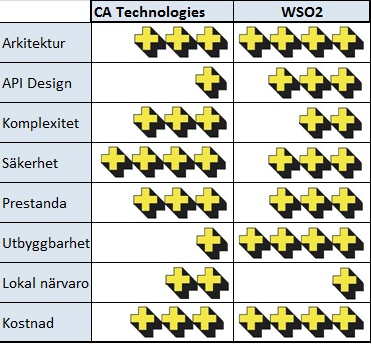 CA Technologies WSO2
Arkitektur
API Design
Komplexitet
Säkerhet
Prestanda
Utbyggbarhet
Lokal närvaro
Kostnad